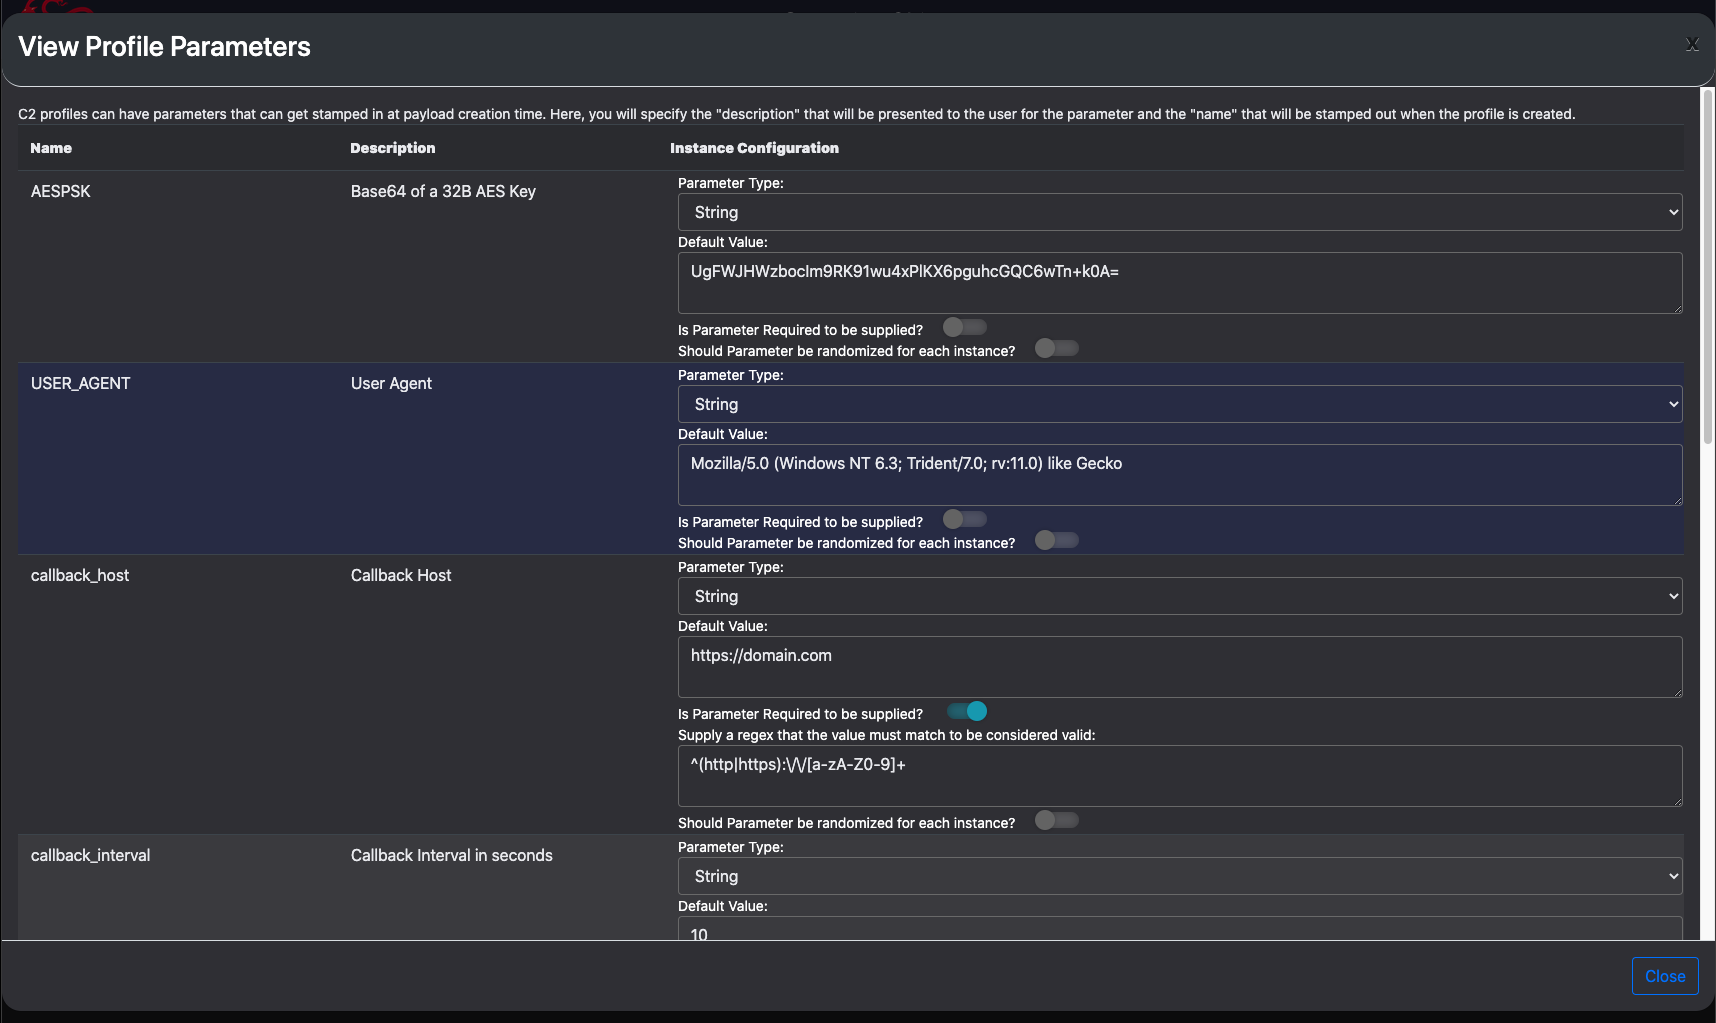 View Profile Parameters
X
C2 profiles can have parameters that can get stamped in at payload creation time. Here, you will specify the "description" that will be presented to the user for the parameter and the "name" that will be stamped out when the profile is created.
Name Description Instance Configuration
AESPSK Base64 of a 32B AES Key
Parameter Type:
String
Default Value:
UgFWJHWzboclm9RK91wu4xPlKX6pguhcGQC6wTn+k0A=
Is Parameter Required to be supplied?
Should Parameter be randomized for each instance?
USER_AGENT User Agent
Parameter Type:
String
Default Value:
Mozilla/5.0 (Windows NT 6.3; Trident/7.0; rv:11.0) like Gecko
Is Parameter Required to be supplied?
Should Parameter be randomized for each instance?
callback_host Callback Host
Parameter Type:
String
Default Value:
https://domain.com
Is Parameter Required to be supplied?
Supply a regex that the value must match to be considered valid:
^(http|https):\/\/[a-zA-Z0-9]+
Should Parameter be randomized for each instance?
callback_interval Callback Interval in seconds
Parameter Type:
String
Default Value:
10
Close